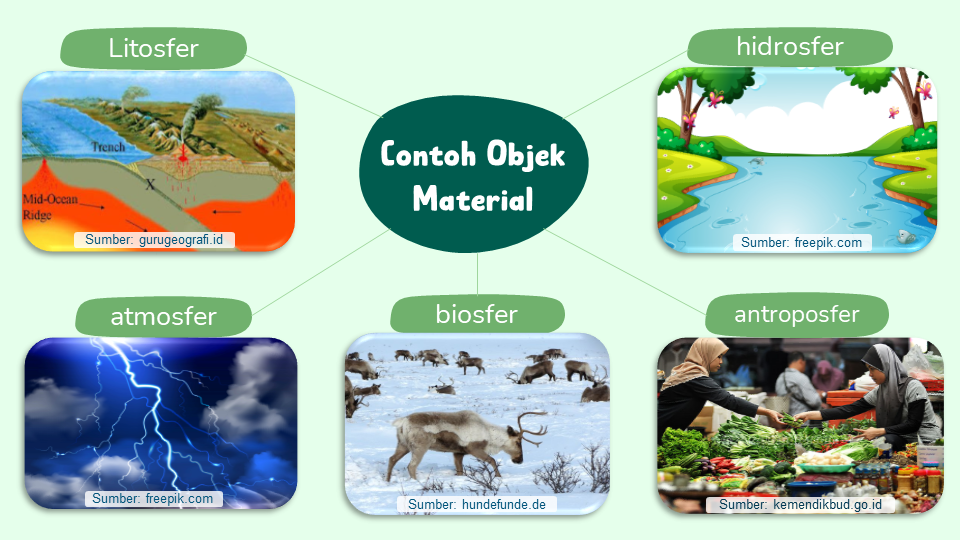 Litosfer
hidrosfer
Contoh Objek
Material
Trench
X
Mid-Ocean
Ridge
Sumber: gurugeografi.id
Sumber: freepik.com
atmosfer
biosfer
antroposfer
Sumber: freepik.com
Sumber: hundefunde.de
Sumber: kemendikbud.go.id